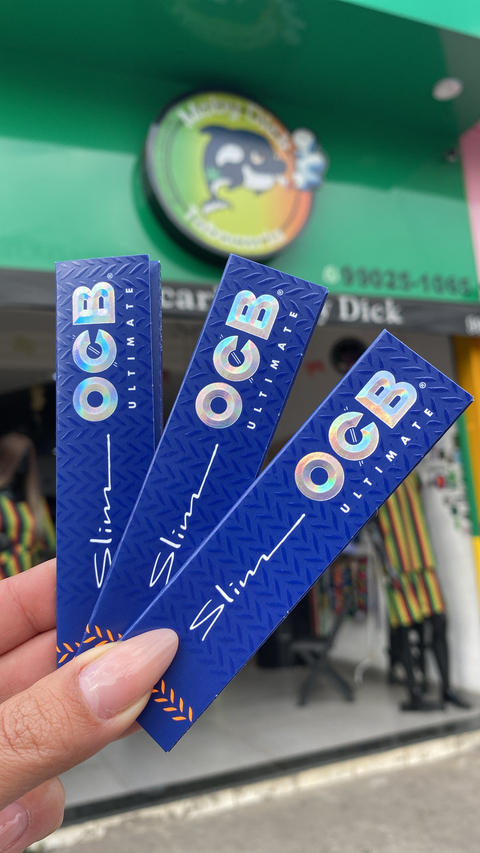 99025-1065
Dick
OCB®
ULTIMATE
Slim
OCB®
ULTIMATE
Slim
OCB®
ULTIMATE
Slim